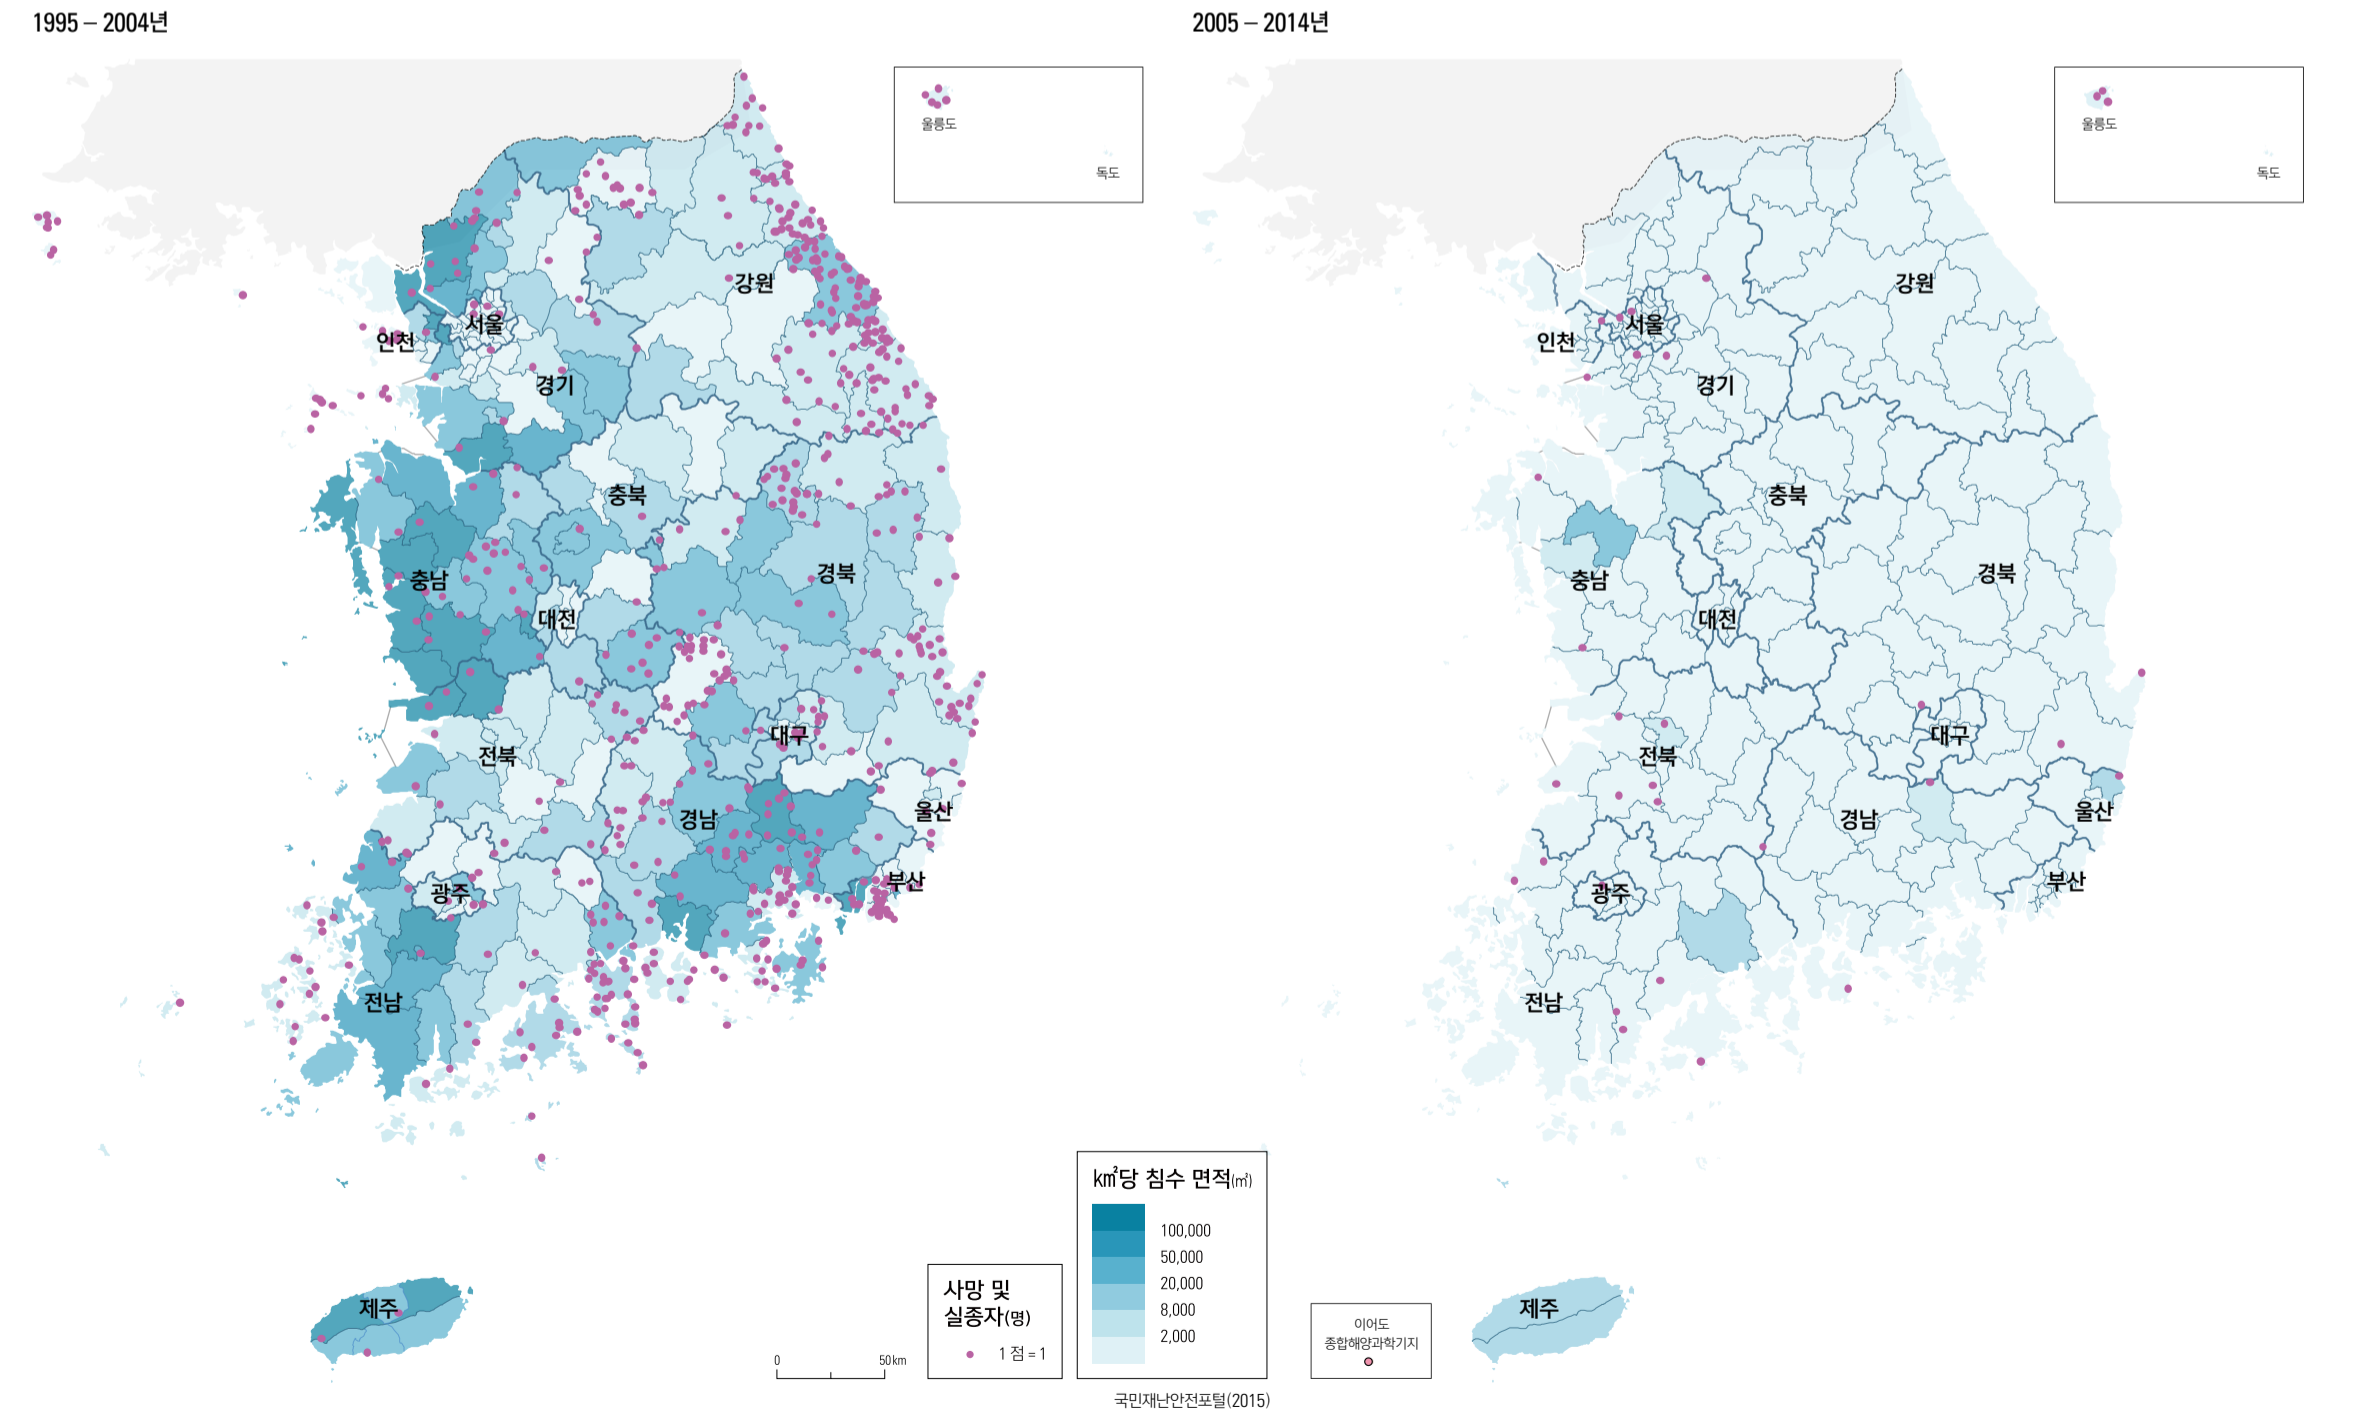 1995 – 2004년
2005 – 2014년
울릉도
독도
강원
서울
인천
경기
충북
충남
경북
대전
전북
대구
경남
울산
부산
광주
전남
제주
울릉도
독도
강원
서울
인천
경기
충북
충남
경북
대전
전북
대구
경남
울산
부산
광주
전남
제주
0 50km
사망 및
실종자(명)
1 점 = 1
km²당 침수 면적(㎡)
100,000
50,000
20,000
8,000
2,000
이어도
종합해양과학기지
국민재난안전포털(2015)